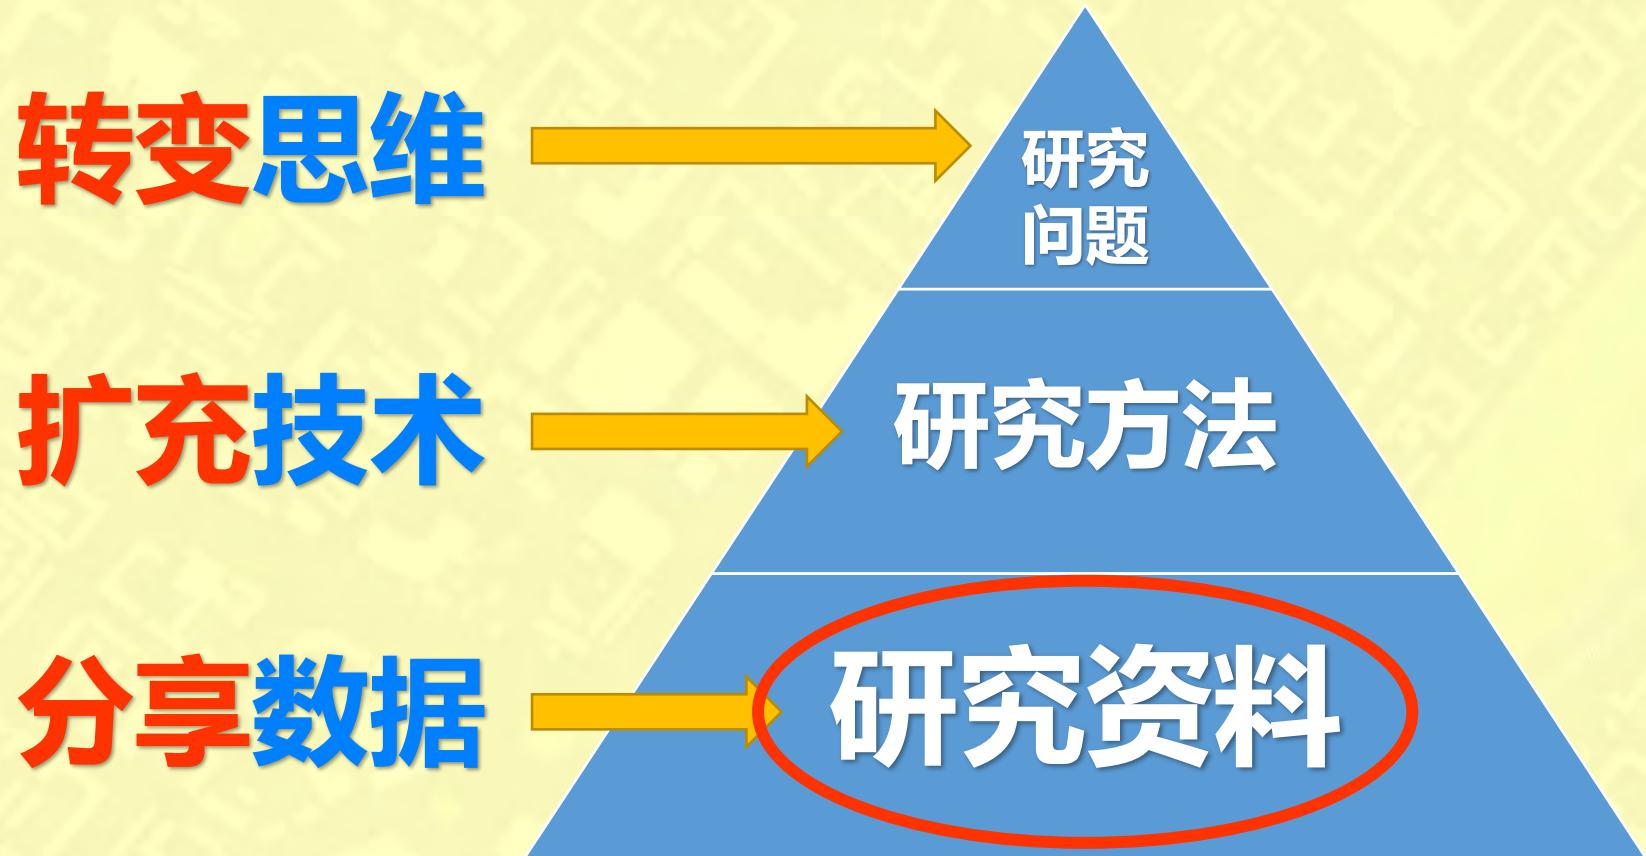 转变思维
研究
问题
扩充技术
研究方法
分享数据
研究资料